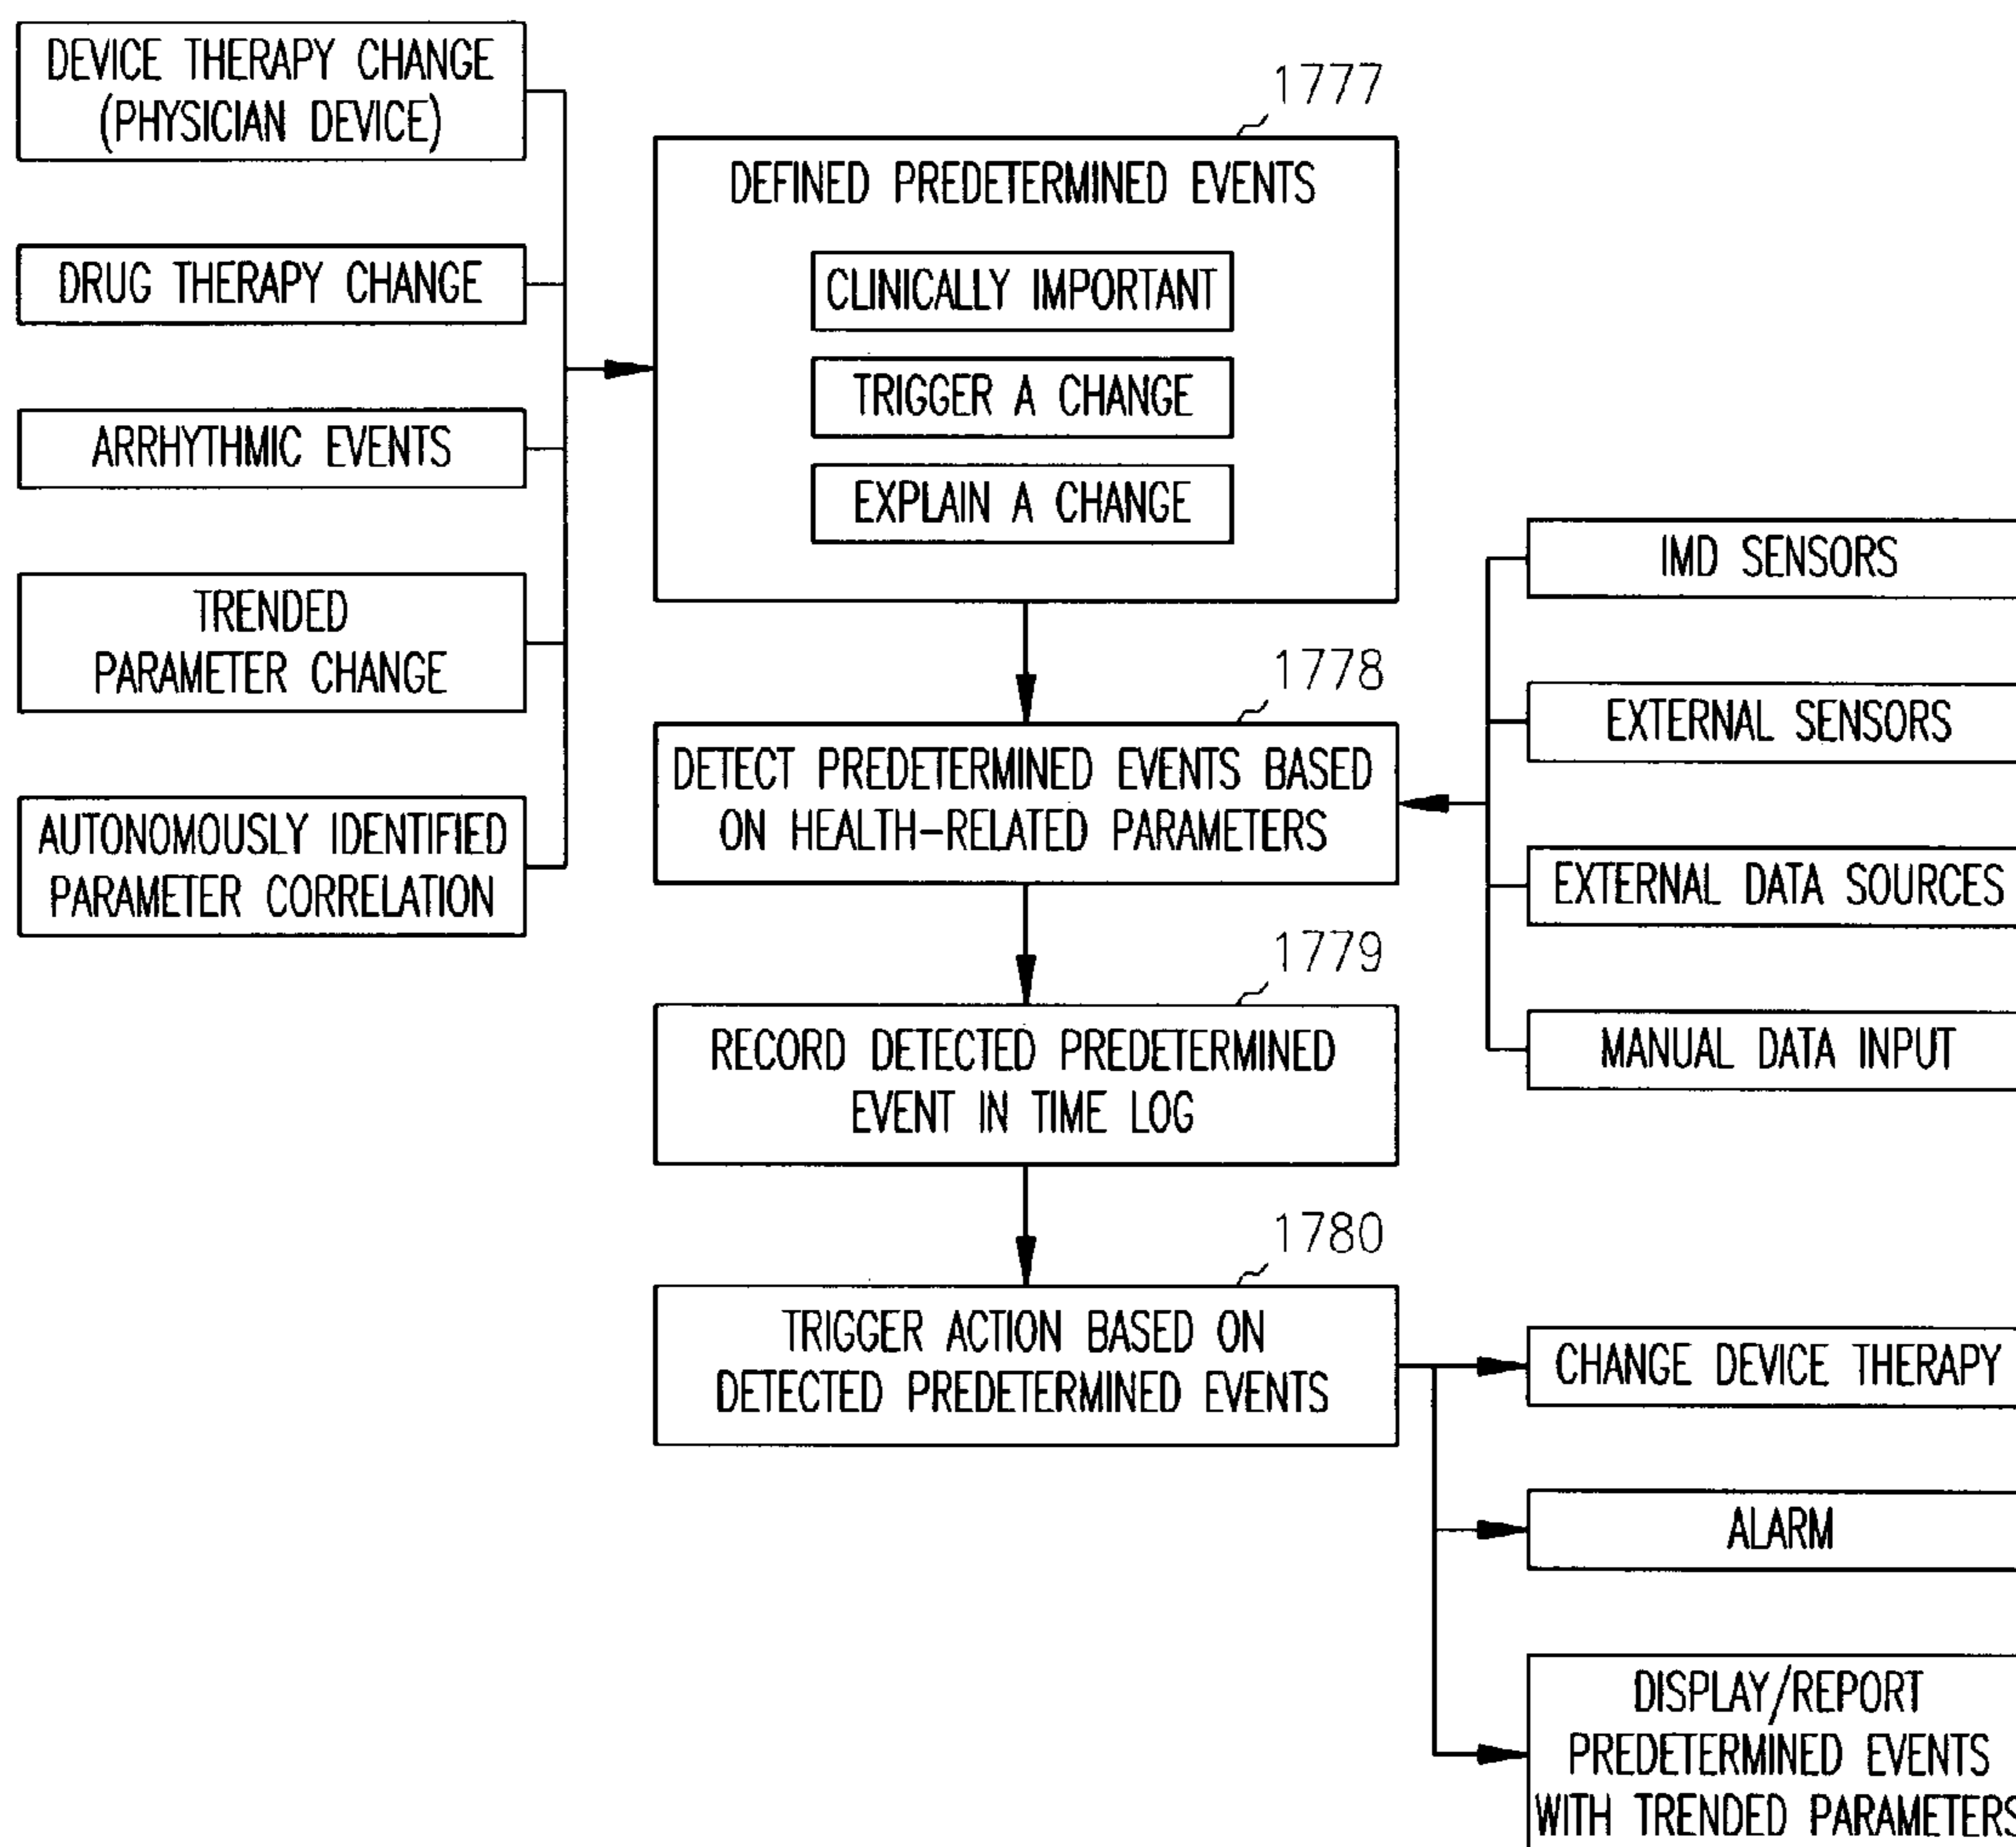 DEVICE THERAPY CHANGE
(PHYSICIAN DEVICE)
DRUG THERAPY CHANGE
ARRHYTHMIC EVENTS
TRENDED
PARAMETER CHANGE
AUTONOMOUSLY IDENTIFIED
PARAMETER CORRELATION
1777
DEFINED PREDETERMINED EVENTS
CLINICALLY IMPORTANT
TRIGGER A CHANGE
EXPLAIN A CHANGE
1778
DETECT PREDETERMINED EVENTS BASED
ON HEALTH-RELATED PARAMETERS
IMD SENSORS
EXTERNAL SENSORS
EXTERNAL DATA SOURCES
MANUAL DATA INPUT
1779
RECORD DETECTED PREDETERMINED
EVENT IN TIME LOG
1780
TRIGGER ACTION BASED ON
DETECTED PREDETERMINED EVENTS
CHANGE DEVICE THERAPY
ALARM
DISPLAY/REPORT
PREDETERMINED EVENTS
WITH TRENDED PARAMETERS